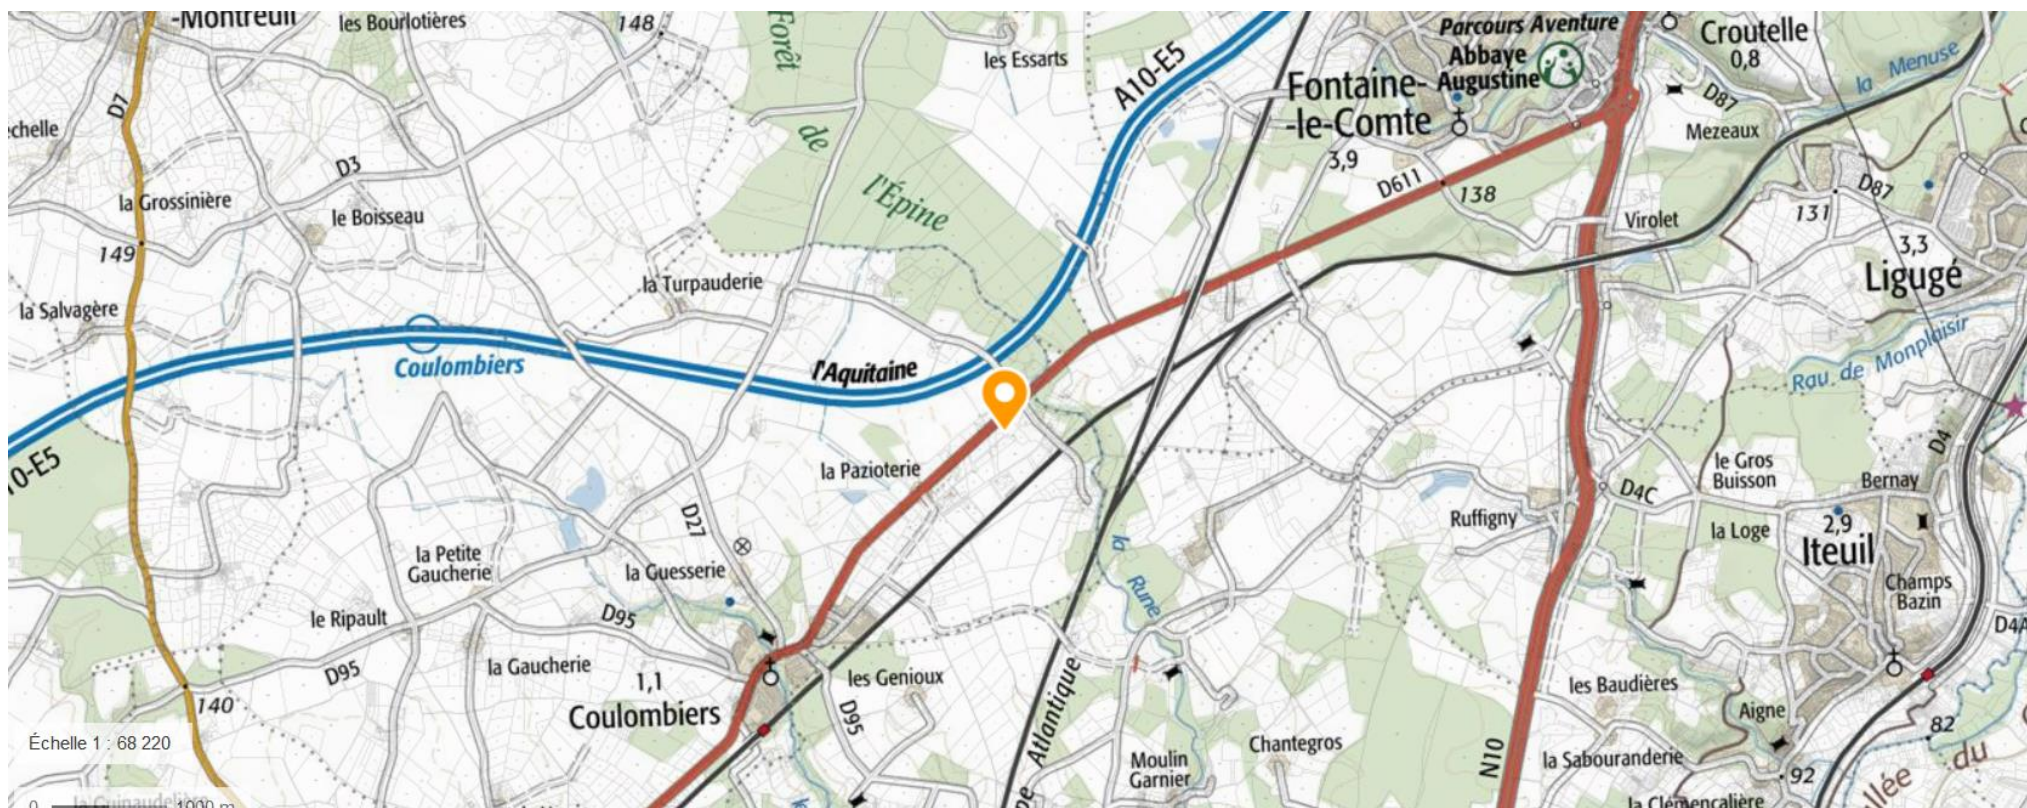 -Montreuil
les Bourlotières
148
Forêt
de
l'Épine
les Essarts
A10-E5
Parcours Aventure
Abbaye
Augustine
Croutelle
0,8
la Menuse
Fontaine-
-le-Comte
3,9
D87
Mezeaux
D7
echelle
D3
la Grossinière
le Boisseau
149
D611
138
Virolet
131
D87
3,3
Ligugé
la Salvagère
la Turpauderie
Coulombiers
l'Aquitaine
Rau de Monplaisir
10-E5
la Pazioterie
D27
D4
le Gros
Buisson
Bernay
D4C
Ruffigny
la Loge
2,9
Iteuil
la Petite
Gaucherie
la Guesserie
la Rune
Champs
Bazin
le Ripault
D95
D4A
la Gaucherie
D95
les Genioux
les Baudières
140
1,1
Coulombiers
D95
Atlantique
Aigne
82
Échelle 1 : 68 220
Moulin
Garnier
Chantegros
N10
la Sabouranderie
92
llée du
la Guinaudelière
0 1000 m
la Clémencalière